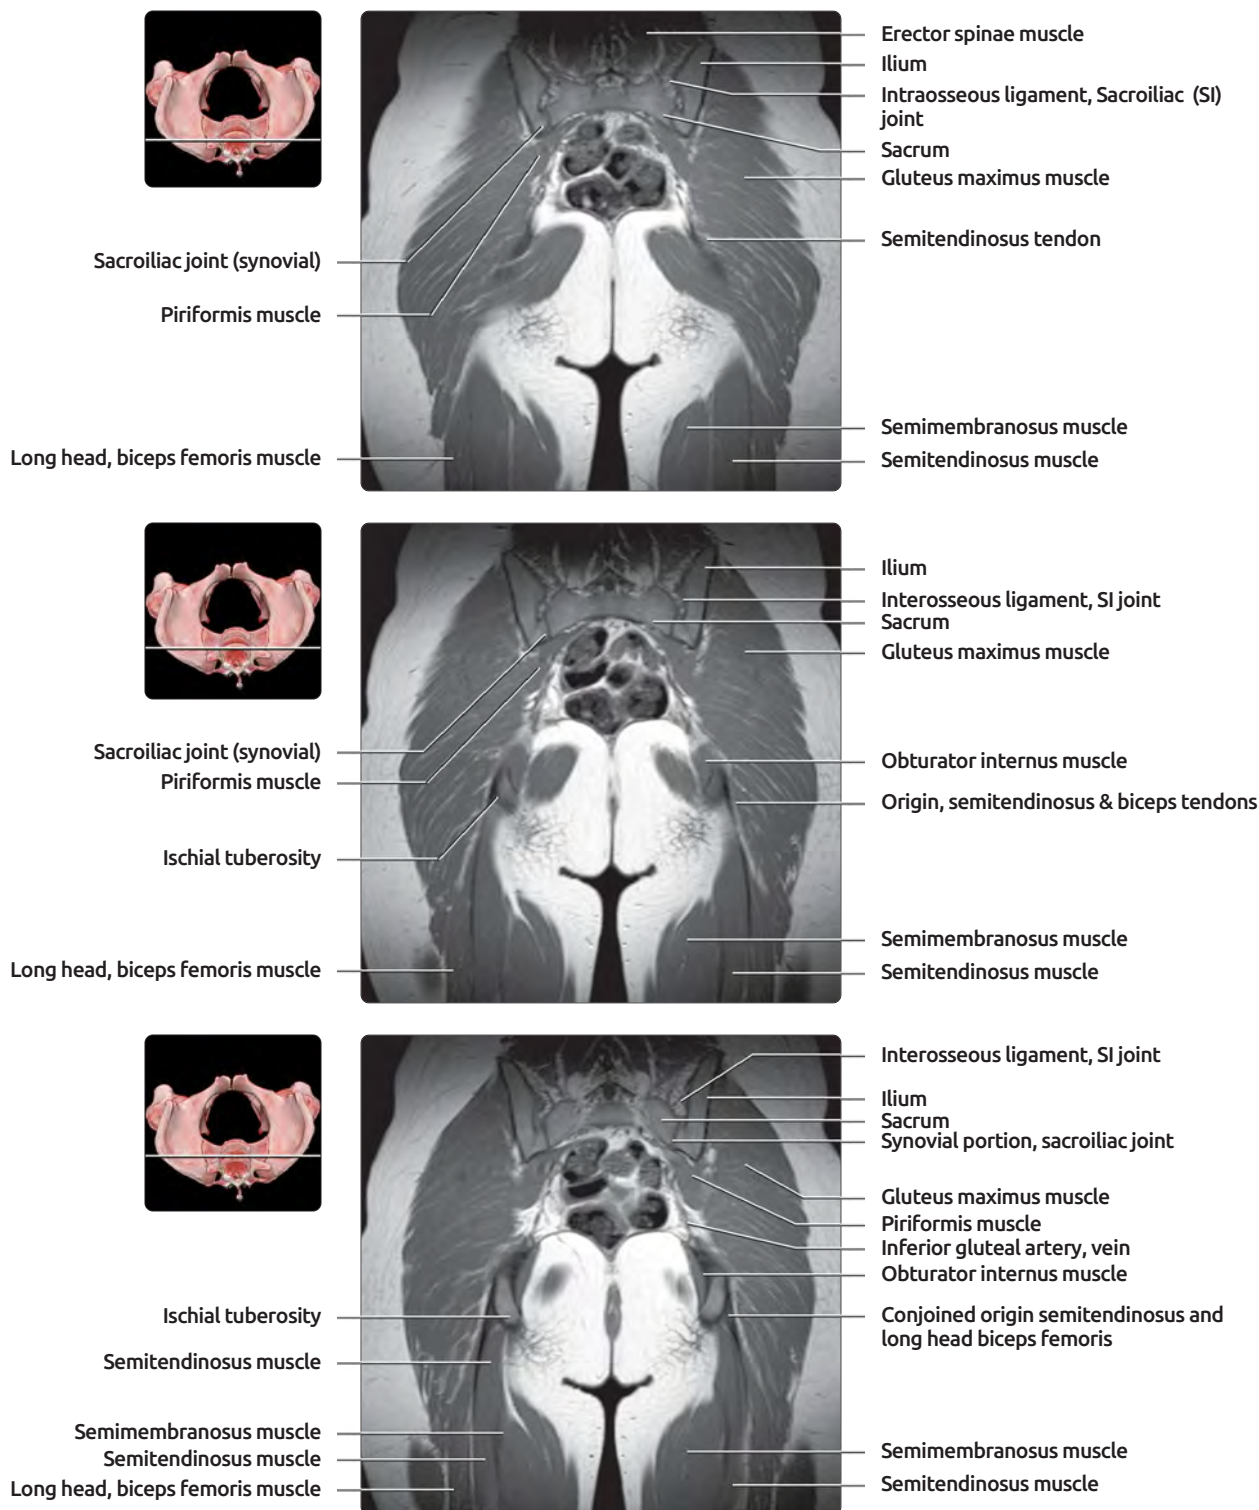 Erector spinae muscle
Ilium
Intraosseous ligament, Sacroiliac (SI)
joint
Sacrum
Gluteus maximus muscle
Semitendinosus tendon
Sacroiliac joint (synovial)
Piriformis muscle
Semimembranosus muscle
Long head, biceps femoris muscle
Semitendinosus muscle
Ilium
Interosseous ligament, SI joint
Sacrum
Gluteus maximus muscle
Sacroiliac joint (synovial)
Obturator internus muscle
Piriformis muscle
Origin, semitendinosus & biceps tendons
Ischial tuberosity
Semimembranosus muscle
Long head, biceps femoris muscle
Semitendinosus muscle
Interosseous ligament, SI joint
Ilium
Sacrum
Synovial portion, sacroiliac joint
Gluteus maximus muscle
Piriformis muscle
Inferior gluteal artery, vein
Obturator internus muscle
Ischial tuberosity
Conjoined origin semitendinosus and
long head biceps femoris
Semitendinosus muscle
Semimembranosus muscle
Semitendinosus muscle
Long head, biceps femoris muscle
Semimembranosus muscle
Semitendinosus muscle